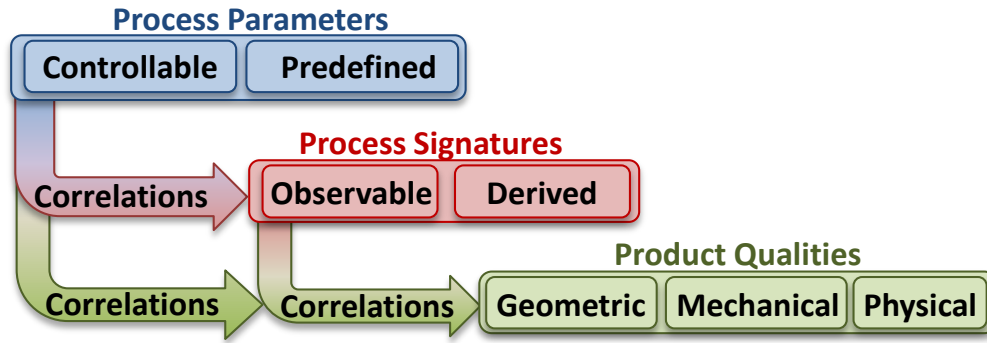 Process Parameters
Controllable Predefined
Process Signatures
Correlations Observable Derived
Product Qualities
Correlations Correlations Geometric Mechanical Physical